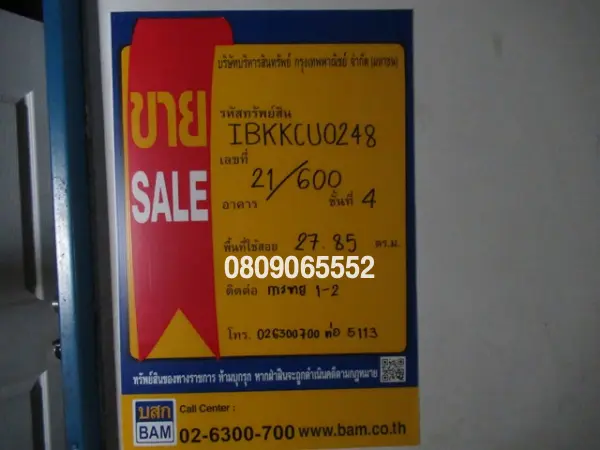 บริษัทบริหารสินทรัพย์ กรุงเทพพาณิชย์ จำกัด (มหาชน)
ขาย
SALE
รหัสทรัพย์สิน
IBKKCU0248
เลขที่
21/600
อาคาร ชั้นที่ 4
พื้นที่ใช้สอย 27.85 ตร.ม.
0809065552
ติดต่อ 1-2
โทร. 026300700 ต่อ 5113
ทรัพย์สินของทางราชการ ห้ามบุกรุก หากฝ่าฝืนจะถูกดำเนินคดีตามกฎหมาย
บสก
BAM
Call Center :
02-6300-700 www.bam.co.th